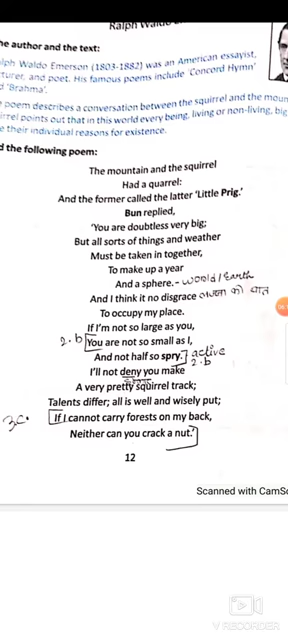 Ralph Waldo
he author and the text:
lph Waldo Emerson (1803-1882) was an American essayist,
turer, and poet. His famous poems include 'Concord Hymn'
d 'Brahma'.
poem describes a conversation between the squirrel and the moun
irrel points out that in this world every being, living or non-living, big
e their individual reasons for existence.
d the following poem:
The mountain and the squirrel
Had a quarrel:
And the former called the latter 'Little Prig.'
Bun replied,
'You are doubtless very big;
But all sorts of things and weather
Must be taken in together,
To make up a year
And a sphere. - World/Earth
And I think it no disgrace लज्जा की बात
To occupy my place.
If I'm not so large as you,
2.b You are not so small as I,
And not half so spry. active
2.b
I'll not deny you make
A very pretty squirrel track;
Talents differ; all is well and wisely put;
3c. If I cannot carry forests on my back,
Neither can you crack a nut.'
12
Scanned with CamSc
V RECORDER